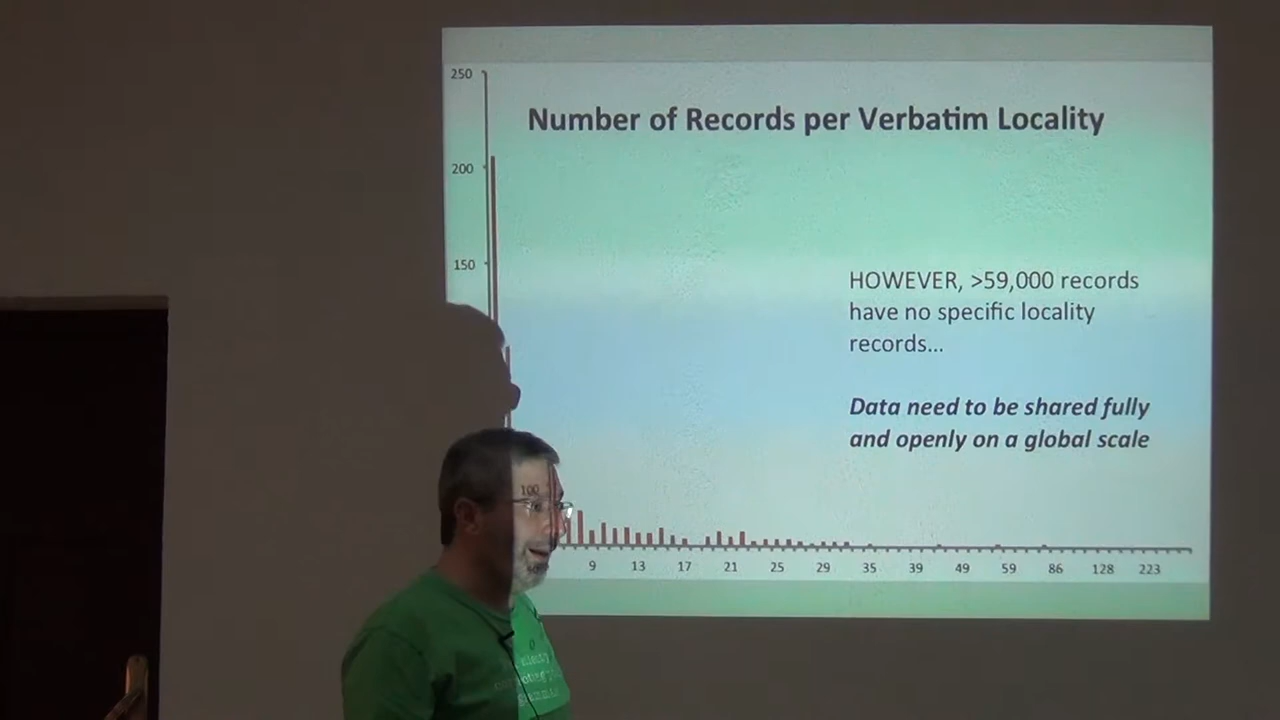 250
Number of Records per Verbatim Locality
200
150
HOWEVER, >59,000 records
have no specific locality
records...
Data need to be shared fully
and openly on a global scale
100
9 13 17 21 25 29 35 39 49 59 86 128 223